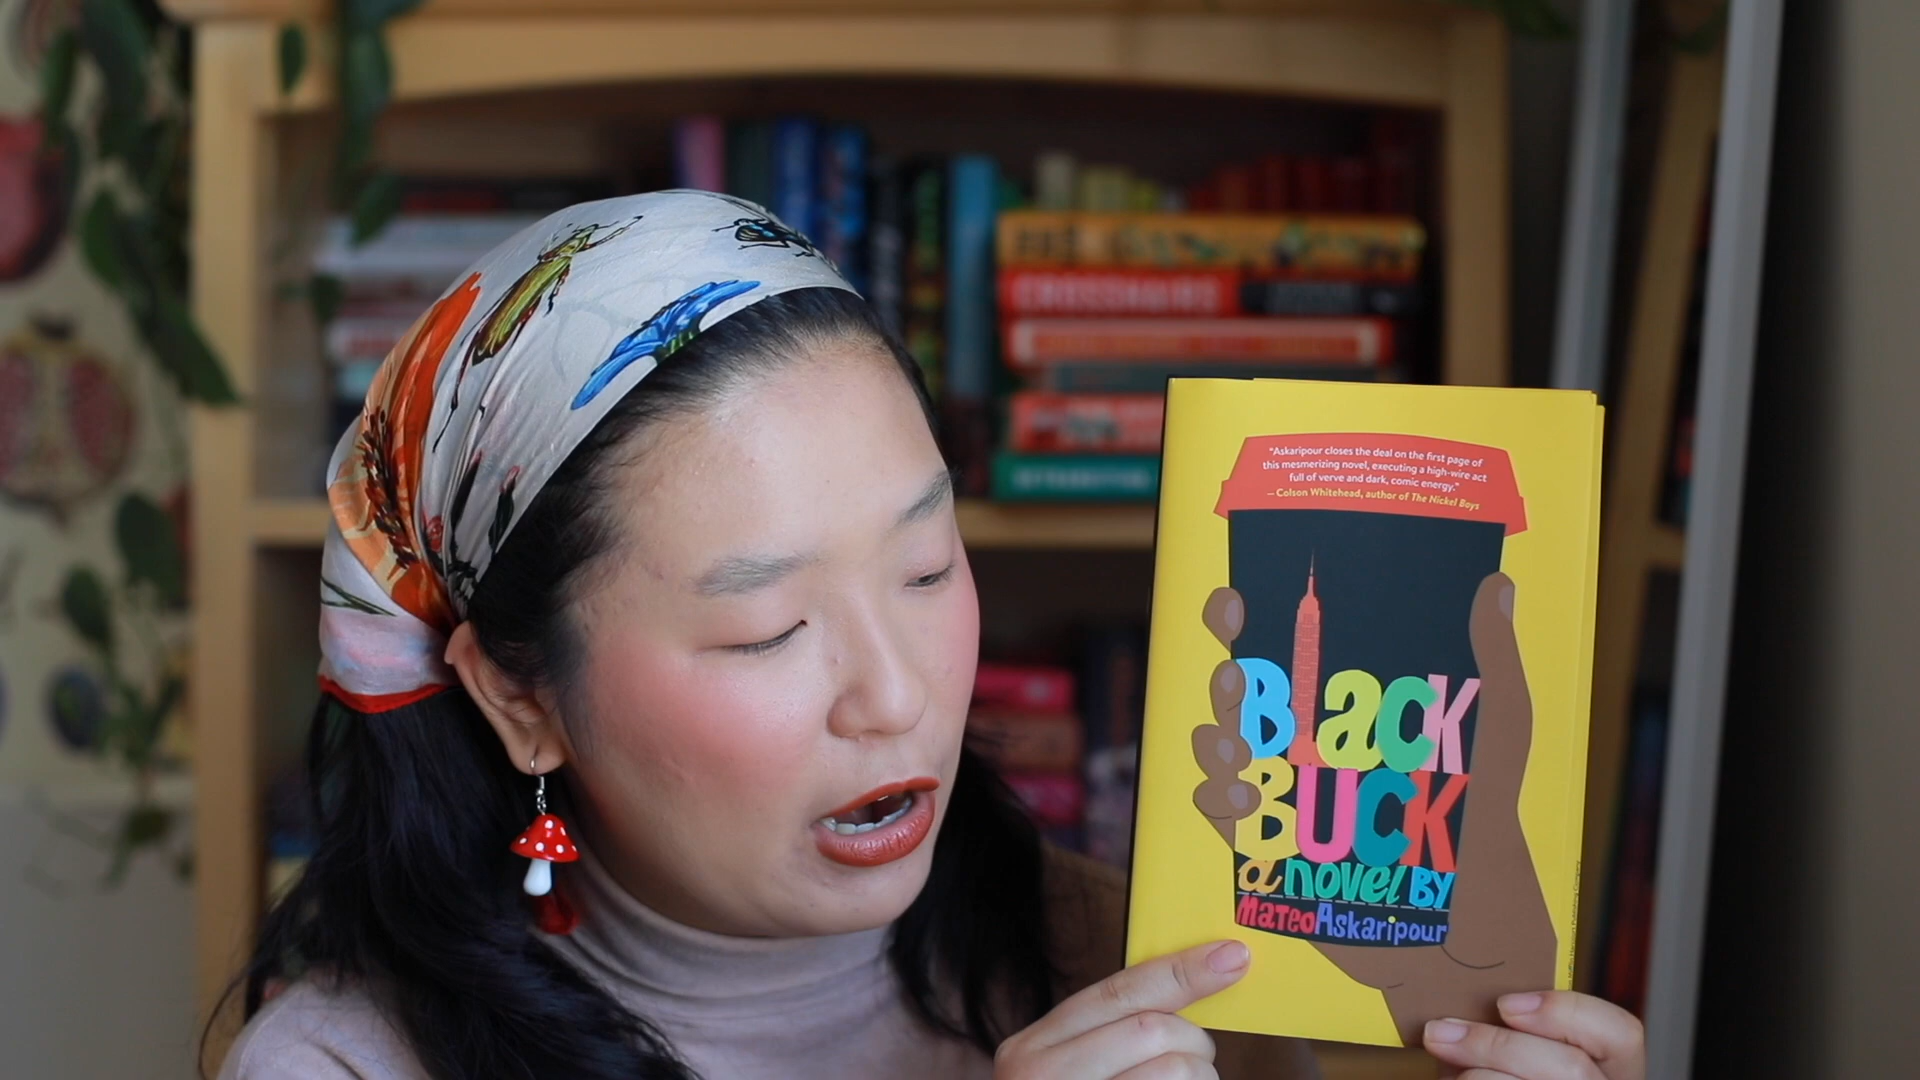 CROSSHAIRS
"Askaripour closes the deal on the first page of
this mesmerizing novel, executing a high-wire act
full of verve and dark, comic energy."
— Colson Whitehead, author of The Nickel Boys
BLACK
BUCK
a novel BY
MATEO ASKARIPOUR